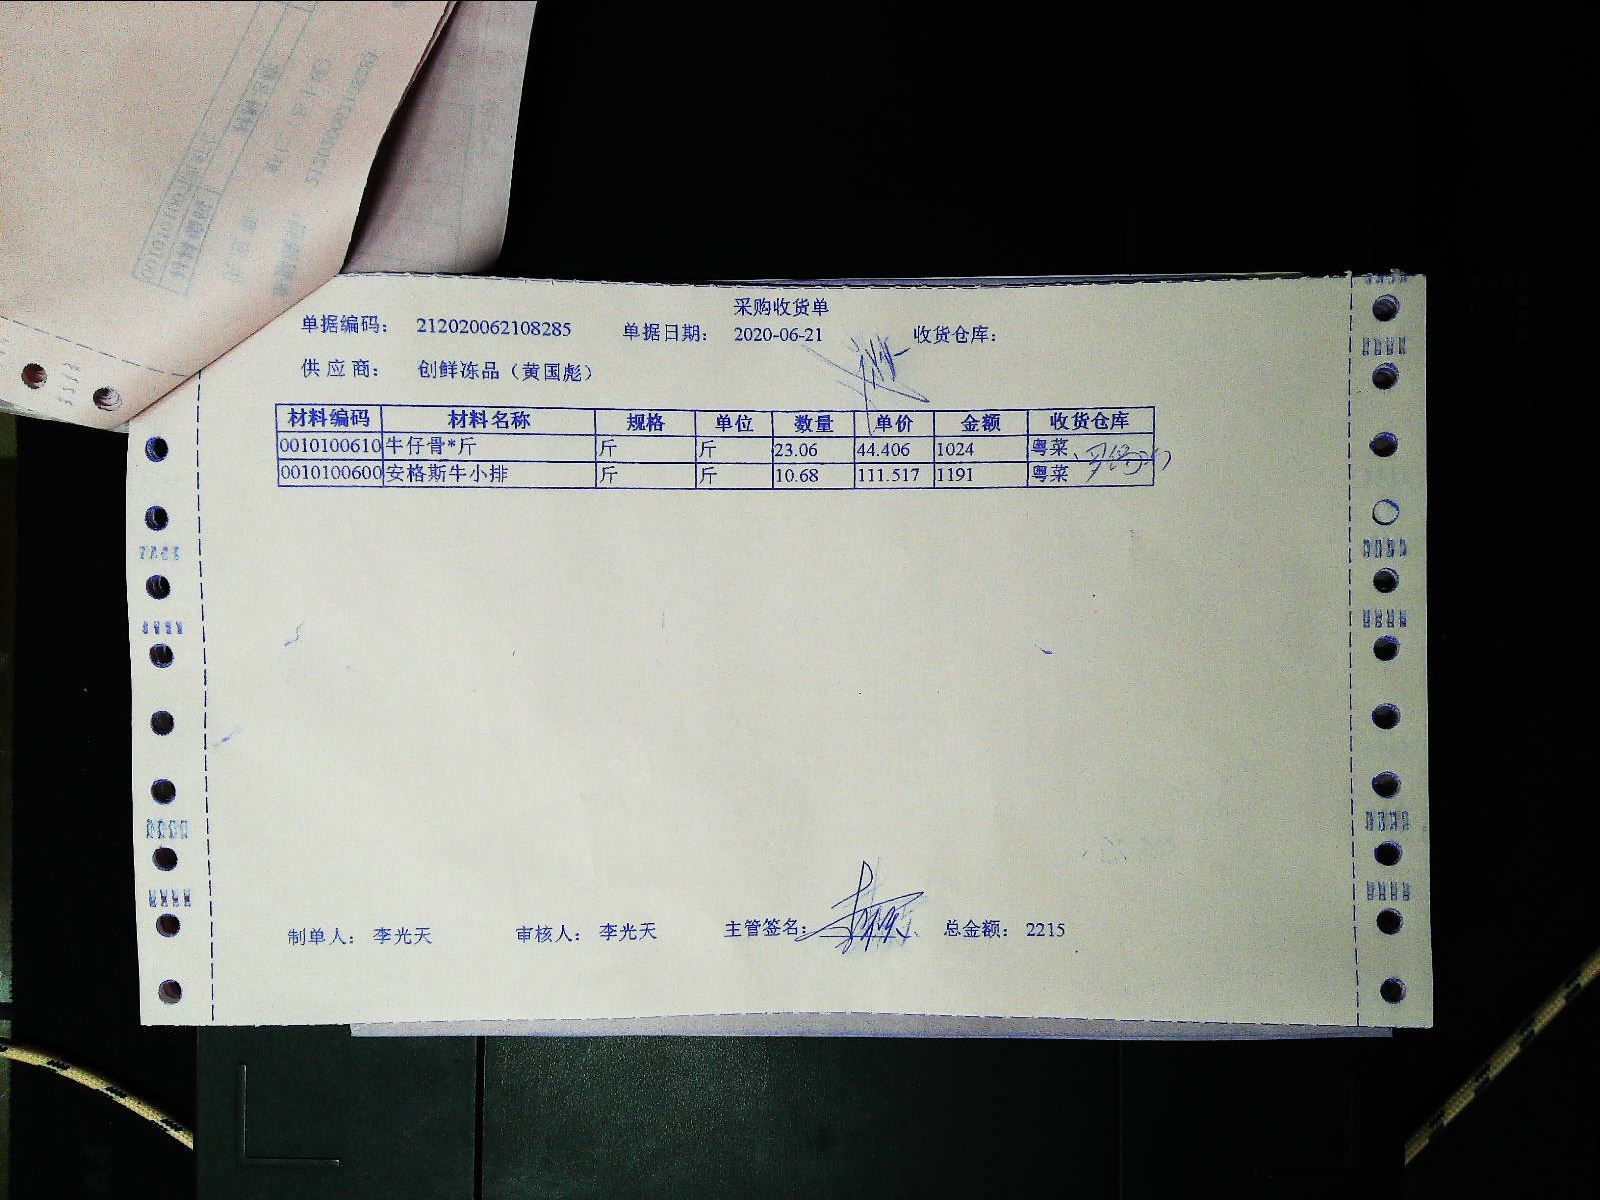 采购收货单
单据编码： 212020062108285 单据日期： 2020-06-21 收货仓库：
供 应 商： 创鲜冻品（黄国彪）
材料编码 材料名称 规格 单位 数量 单价 金额 收货仓库
0010100610 牛仔骨*斤 斤 斤 23.06 44.406 1024 粤菜
0010100600 安格斯牛小排 斤 斤 10.68 111.517 1191 粤菜
制单人： 李光天 审核人： 李光天 主管签名： 总金额： 2215